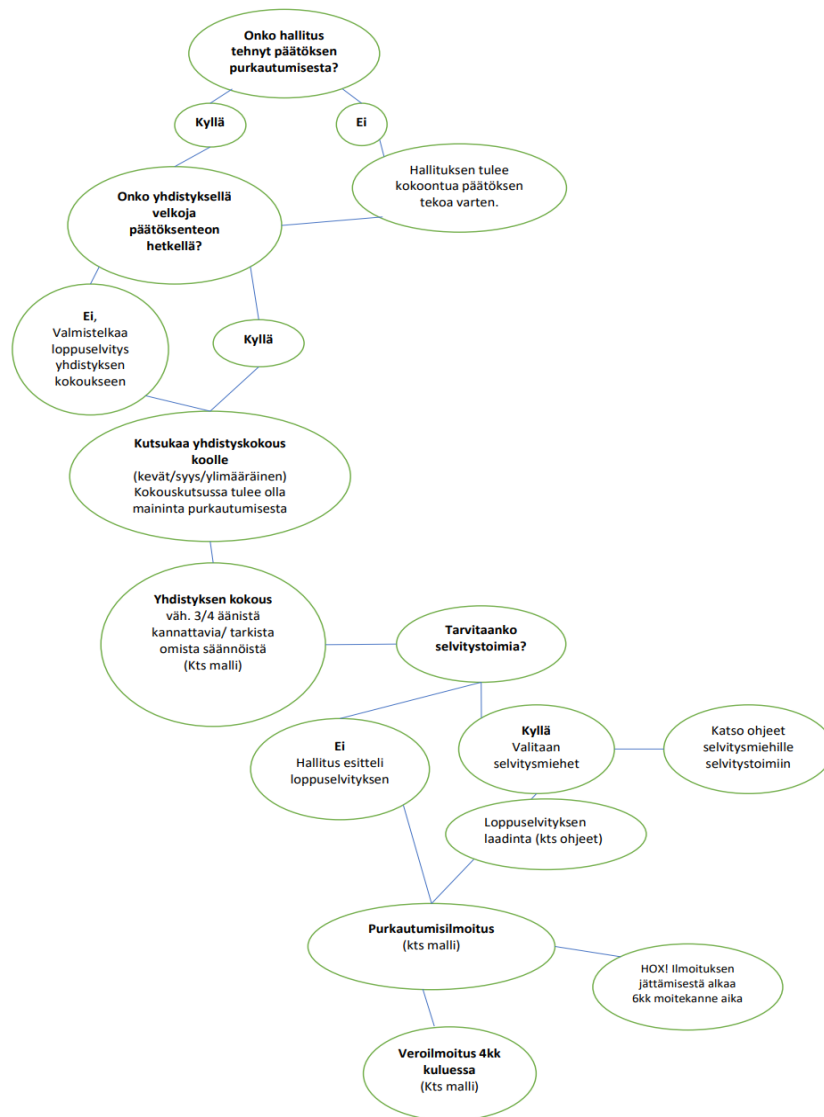 Onko hallitus
tehnyt päätöksen
purkautumisesta?
Kyllä
Ei
Hallituksen tulee
kokoontua päätöksen
tekoa varten.
Onko yhdistyksellä
velkoja
päätöksenteon
hetkellä?
Ei,
Valmistelkaa
loppuselvitys
yhdistyksen
kokoukseen
Kyllä
Kutsukaa yhdistyskokous
koolle
(kevät/syys/ylimääräinen)
Kokouskutsussa tulee olla
maininta purkautumisesta
Yhdistyksen kokous
väh. 3/4 äänistä
kannattavia/ tarkista
omista säännöistä
(Kts malli)
Tarvitaanko
selvitystoimia?
Ei
Hallitus esitteli
loppuselvityksen
Kyllä
Valitaan
selvitysmiehet
Katso ohjeet
selvitysmiehille
selvitystoimiin
Loppuselvityksen
laadinta (kts ohjeet)
Purkautumisilmoitus
(kts malli)
HOX! Ilmoituksen
jättämisestä alkaa
6kk moitekanne aika
Veroilmoitus 4kk
kuluessa
(Kts malli)